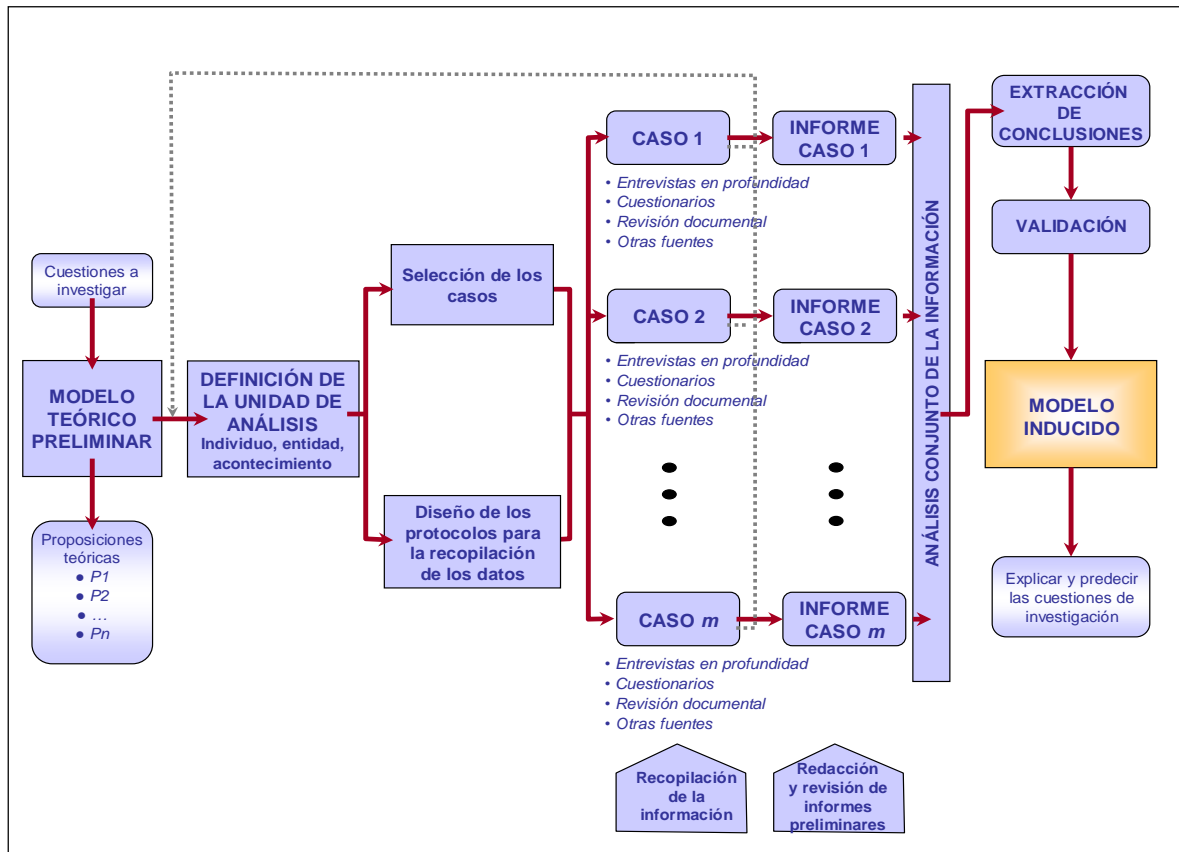 Cuestiones a
investigar
MODELO
TEÓRICO
PRELIMINAR
Proposiciones
teóricas
● P1
● P2
● …
● Pn
DEFINICIÓN DE
LA UNIDAD DE
ANÁLISIS
Individuo, entidad,
acontecimiento
Selección de los
casos
Diseño de los
protocolos para
la recopilación
de los datos
CASO 1
• Entrevistas en profundidad
• Cuestionarios
• Revisión documental
• Otras fuentes
INFORME
CASO 1
CASO 2
• Entrevistas en profundidad
• Cuestionarios
• Revisión documental
• Otras fuentes
INFORME
CASO 2
CASO m
• Entrevistas en profundidad
• Cuestionarios
• Revisión documental
• Otras fuentes
INFORME
CASO m
Recopilación
de la
información
Redacción
y revisión de
informes
preliminares
ANÁLISIS CONJUNTO DE LA INFORMACIÓN
EXTRACCIÓN
DE
CONCLUSIONES
VALIDACIÓN
MODELO
INDUCIDO
Explicar y predecir
las cuestiones de
investigación